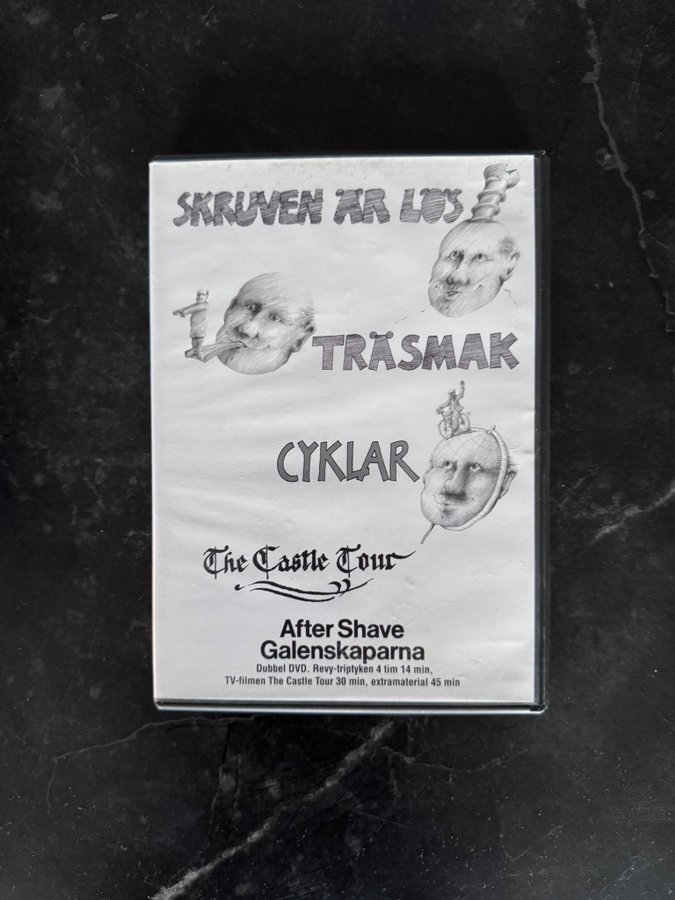 SKRUVEN ÄR LÖS
TRÄSMAK
CYKLAR
The Castle Tour
After Shave
Galenskaparna
Dubbel DVD. Revy-triptyken 4 tim 14 min,
TV-filmen The Castle Tour 30 min, extramaterial 45 min